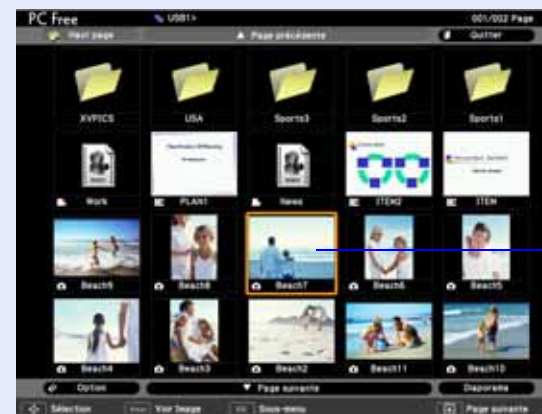 PC Free USB1> 001/002 Page
Haut page Page précédente Quitter
XVPICS USA Sports3 Sports2 Sports1
Work PLAN1 News ITEM2 ITEM
Beach9 Beach8 Beach7 Beach6 Beach5
Beach4 Beach3 Beach2 Beach11 Beach10
Option Page suivante Diaporama
Sélection Voir Image Sous-menu Page suivante